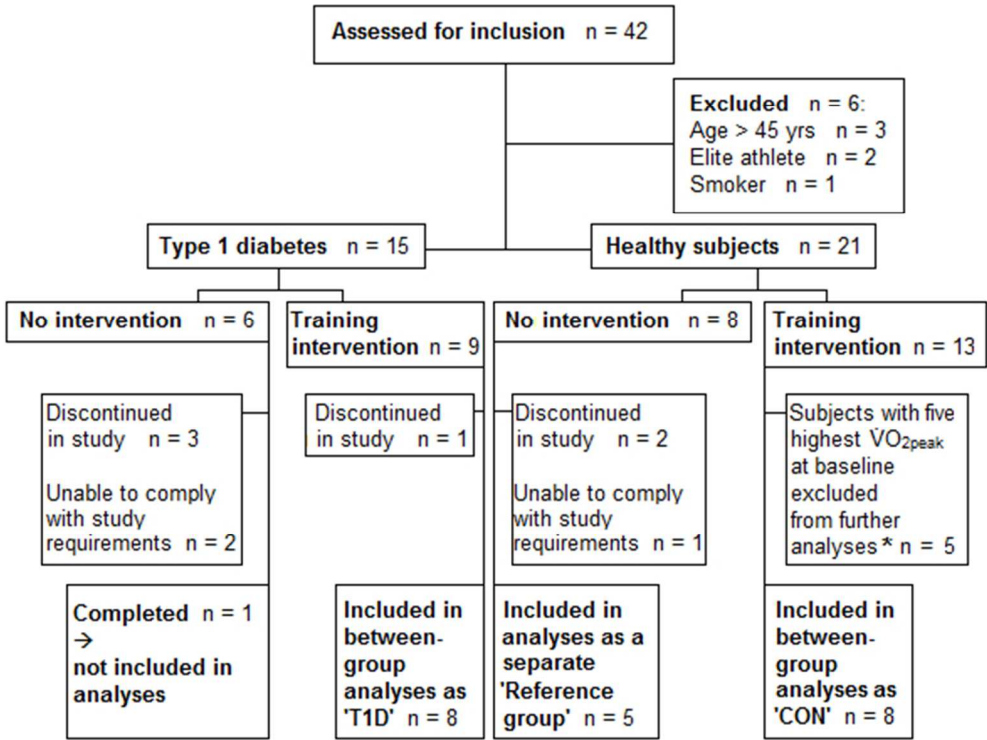 Assessed for inclusion n = 42
Excluded n = 6:
Age > 45 yrs n = 3
Elite athlete n = 2
Smoker n = 1
Type 1 diabetes n = 15
Healthy subjects n = 21
No intervention n = 6
Training
intervention n = 9
No intervention n = 8
Training
intervention n = 13
Discontinued
in study n = 3
Unable to comply
with study
requirements n = 2
Discontinued
in study n = 1
Discontinued
in study n = 2
Unable to comply
with study
requirements n = 1
Subjects with five
highest V̇O2peak
at baseline
excluded
from further
analyses * n = 5
Completed n = 1
→
not included in
analyses
Included in
between-
group
analyses as
'T1D' n = 8
Included in
analyses as a
separate
'Reference
group' n = 5
Included in
between-
group
analyses as
'CON' n = 8